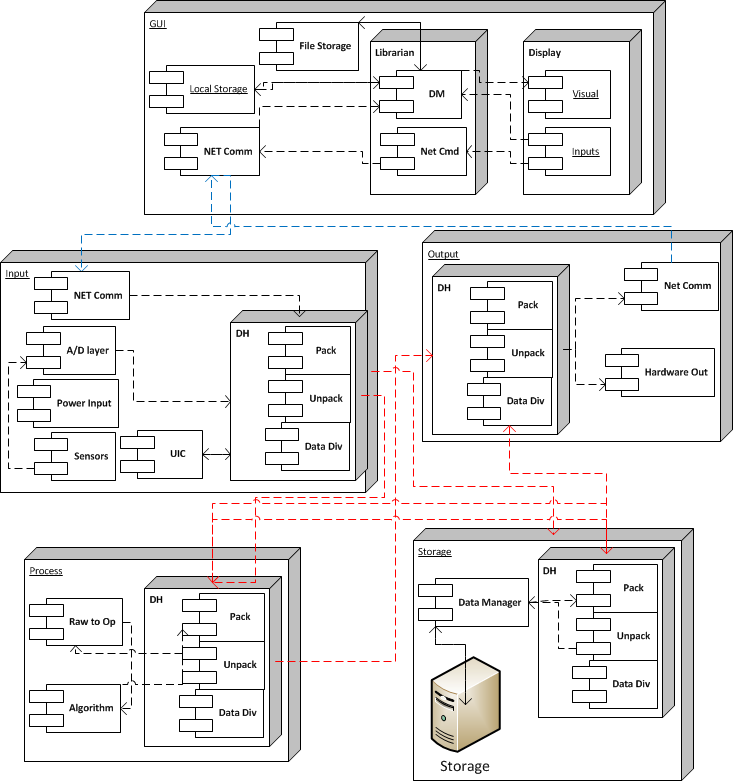 GUI
File Storage
Librarian
Display
Local Storage
DM
Visual
NET Comm
Net Cmd
Inputs
Input
NET Comm
DH
A/D layer
Pack
Power Input
Unpack
Sensors
UIC
Data Div
Output
DH
Pack
Net Comm
Unpack
Hardware Out
Data Div
Process
DH
Raw to Op
Pack
Unpack
Algorithm
Data Div
Storage
DH
Data Manager
Pack
Unpack
Data Div
Storage